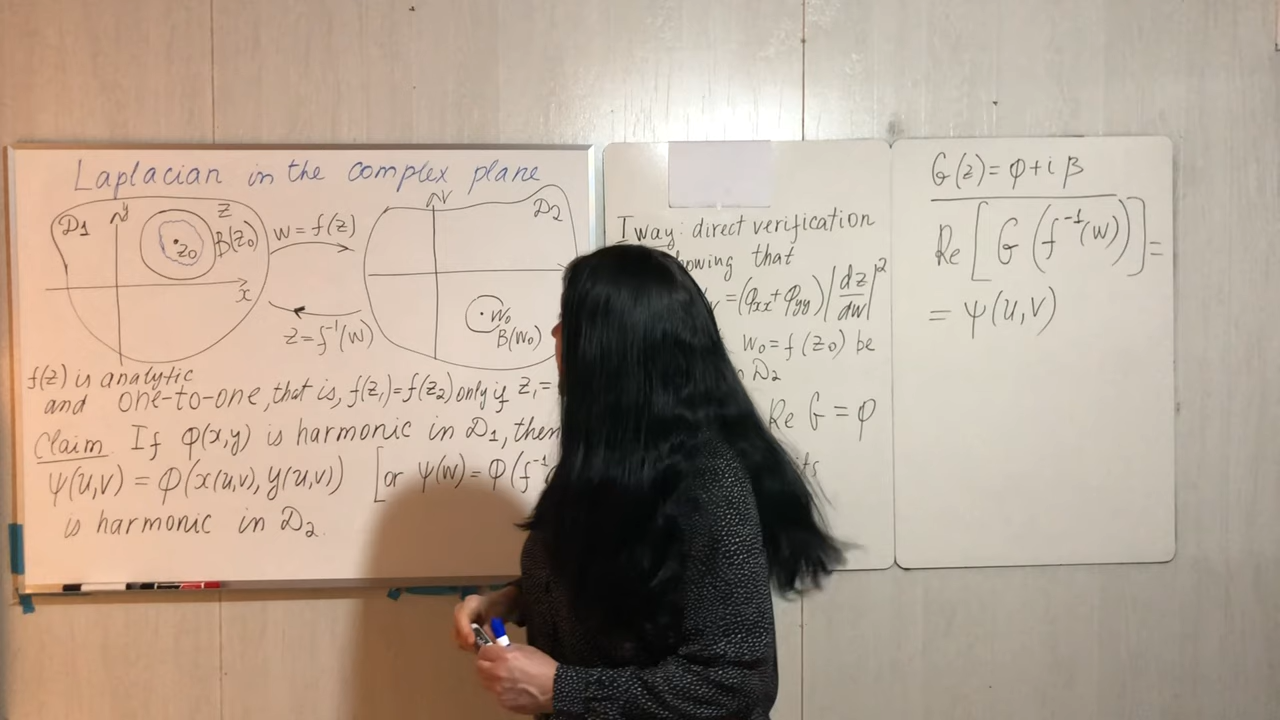 Laplacian in the complex plane
D1
y
z
z0
B(z0)
x
w = f(z)
z = f⁻¹(w)
v
D2
w0
B(w0)
f(z) is analytic
and one-to-one, that is, f(z₁)=f(z₂) only if z₁=
Claim. If φ(x,y) is harmonic in D1, then
ψ(u,v) = φ(x(u,v), y(u,v)) [or ψ(w) = φ(f⁻¹
is harmonic in D2.
I way: direct verification
howing that
= (φxx + φyy) |dz/dw|²
w0 = f(z0) be
D2
Re G = φ
G(z) = φ + i β
Re [G (f⁻¹(w))] =
= ψ(u,v)